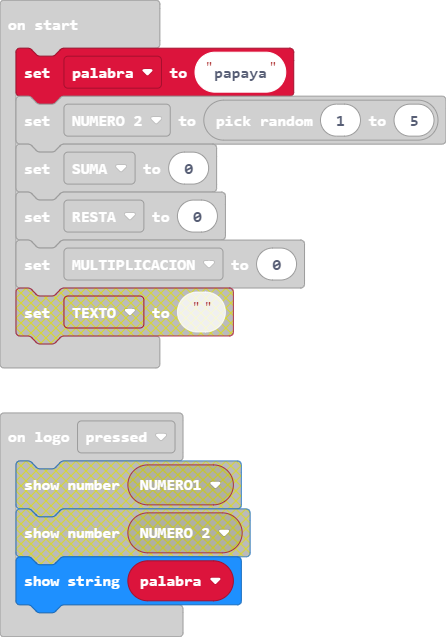 on start
set palabra to "papaya"
set NUMERO 2 to pick random 1 to 5
set SUMA to 0
set RESTA to 0
set MULTIPLICACION to 0
set TEXTO to " "
on logo pressed
show number NUMERO1
show number NUMERO 2
show string palabra